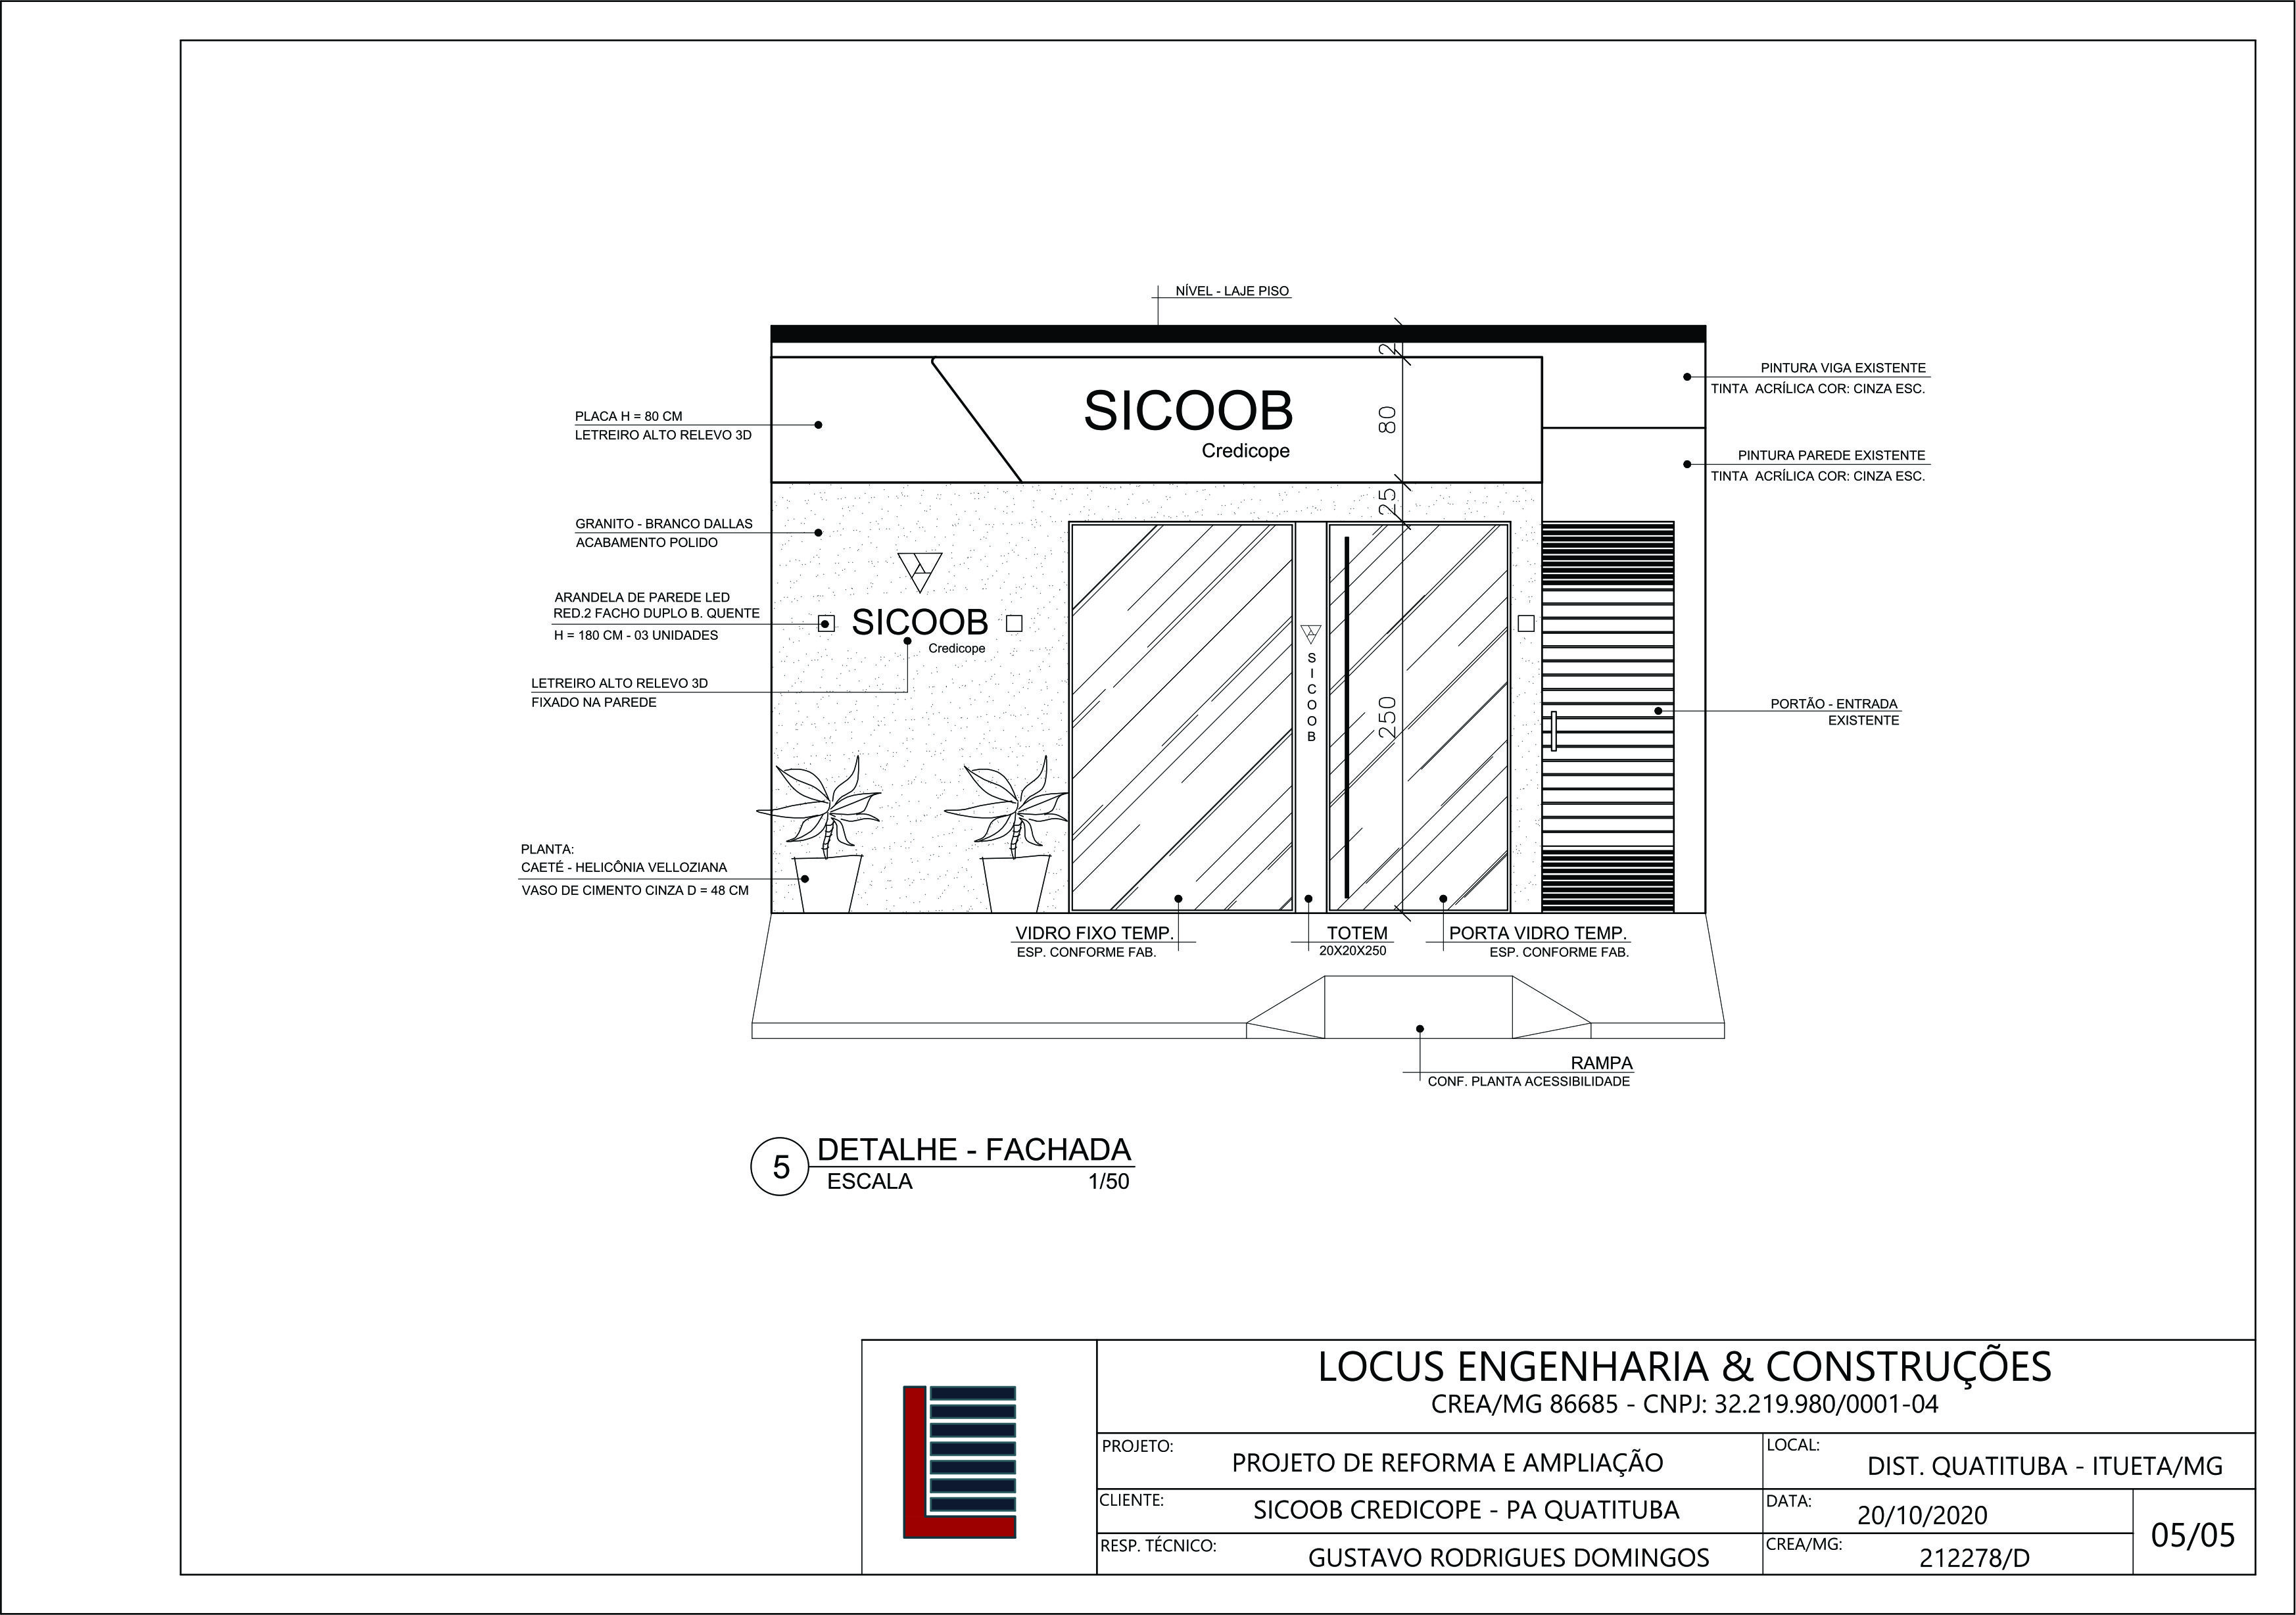 NÍVEL - LAJE PISO
PINTURA VIGA EXISTENTE
TINTA ACRÍLICA COR: CINZA ESC.
PLACA H = 80 CM
LETREIRO ALTO RELEVO 3D
SICOOB
Credicope
80
PINTURA PAREDE EXISTENTE
TINTA ACRÍLICA COR: CINZA ESC.
25
GRANITO - BRANCO DALLAS
ACABAMENTO POLIDO
ARANDELA DE PAREDE LED
RED.2 FACHO DUPLO B. QUENTE
H = 180 CM - 03 UNIDADES
SICOOB
Credicope
LETREIRO ALTO RELEVO 3D
FIXADO NA PAREDE
S
I
C
O
O
B
250
PORTÃO - ENTRADA
EXISTENTE
PLANTA:
CAETÉ - HELICÔNIA VELLOZIANA
VASO DE CIMENTO CINZA D = 48 CM
VIDRO FIXO TEMP.
ESP. CONFORME FAB.
TOTEM
20X20X250
PORTA VIDRO TEMP.
ESP. CONFORME FAB.
RAMPA
CONF. PLANTA ACESSIBILIDADE
5
DETALHE - FACHADA
ESCALA 1/50
LOCUS ENGENHARIA & CONSTRUÇÕES
CREA/MG 86685 - CNPJ: 32.219.980/0001-04
PROJETO: PROJETO DE REFORMA E AMPLIAÇÃO
LOCAL: DIST. QUATITUBA - ITUETA/MG
CLIENTE: SICOOB CREDICOPE - PA QUATITUBA
DATA: 20/10/2020
RESP. TÉCNICO: GUSTAVO RODRIGUES DOMINGOS
CREA/MG: 212278/D
05/05